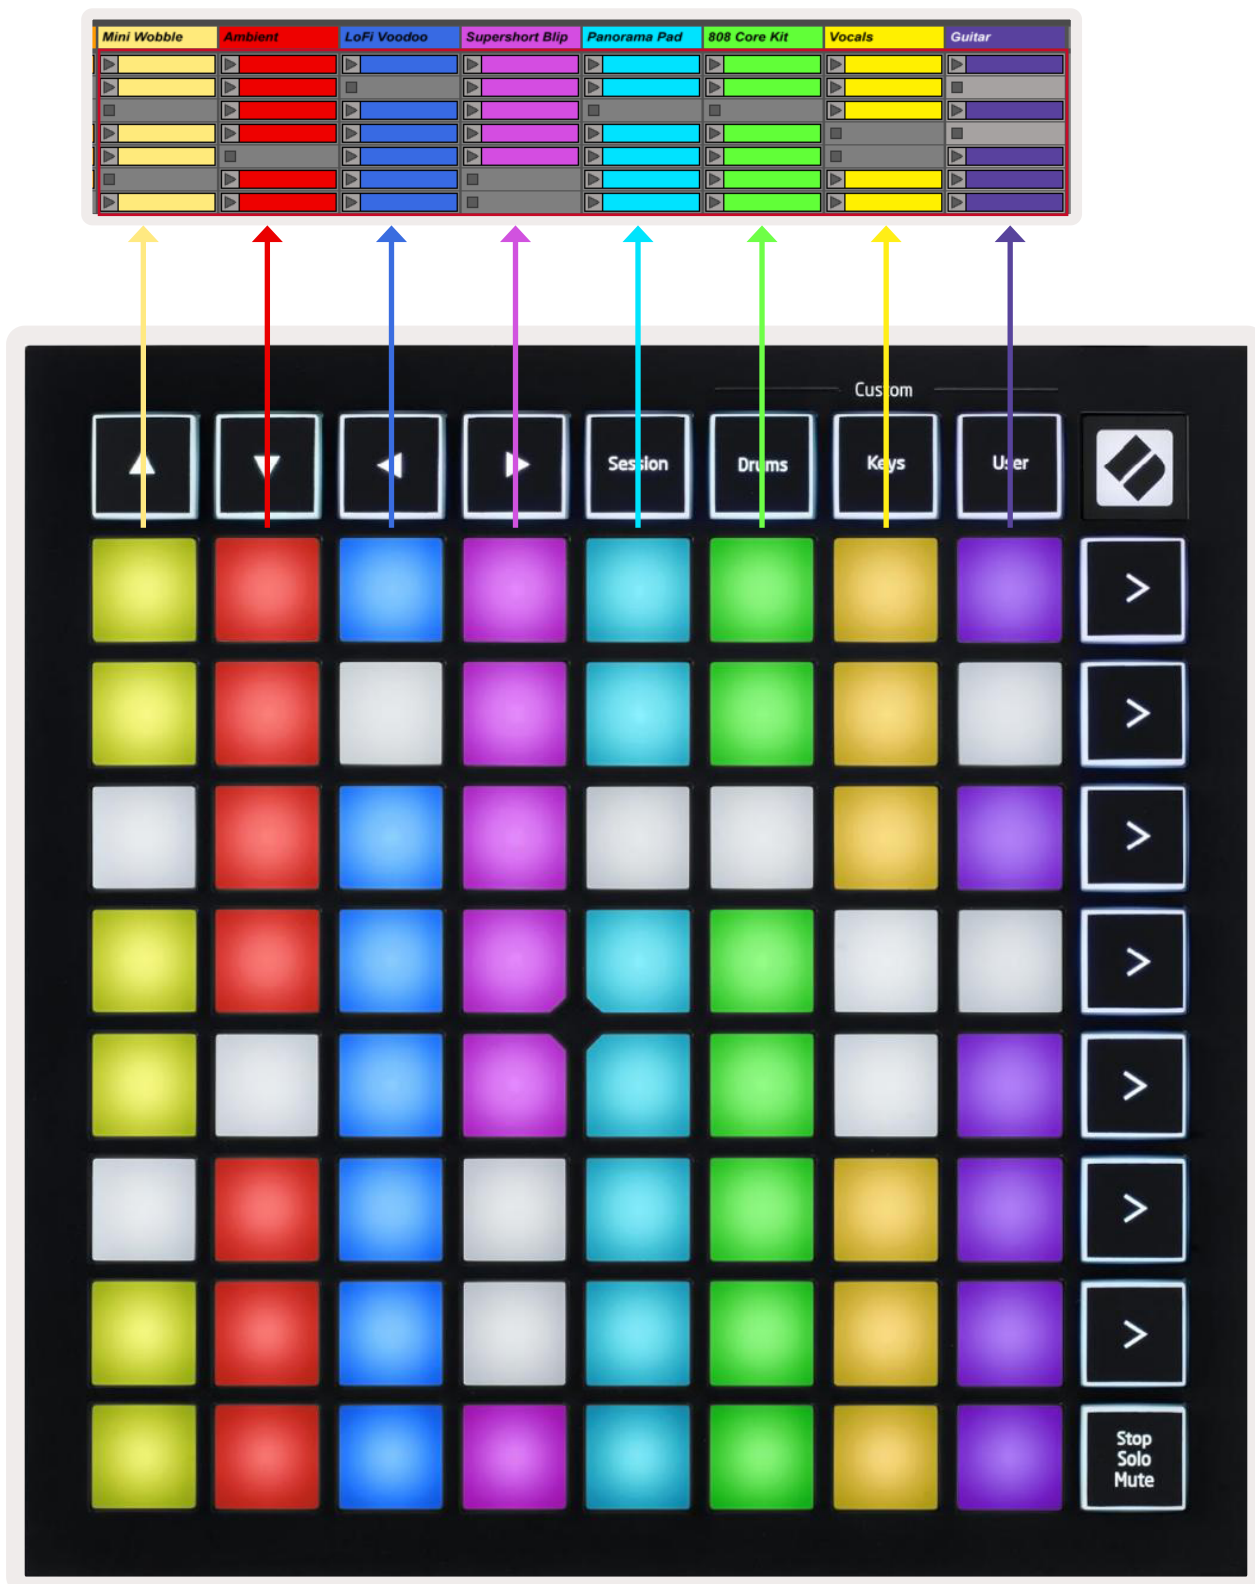 Mini Wobble
Ambient
LoFi Voodoo
Supershort Blip
Panorama Pad
808 Core Kit
Vocals
Guitar
Custom
Session
Drums
Keys
User
Stop
Solo
Mute